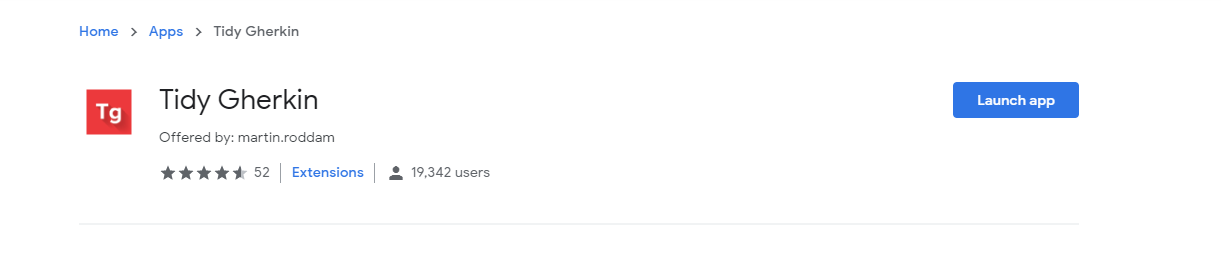 Home > Apps > Tidy Gherkin
Tg
Tidy Gherkin
Launch app
Offered by: martin.roddam
52 Extensions 19,342 users